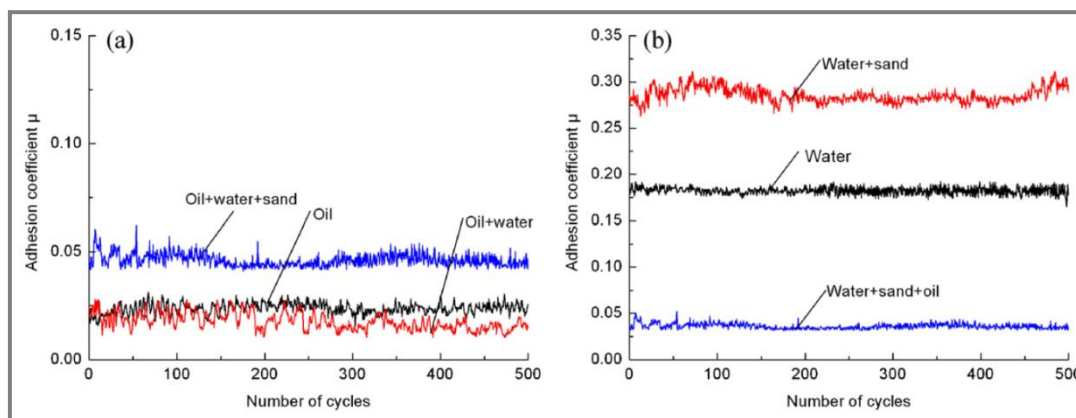 (a)
Adhesion coefficient μ
0.15
0.10
0.05
0.00
Oil+water+sand
Oil
Oil+water
0
100
200
300
400
500
Number of cycles
(b)
Adhesion coefficient μ
0.35
0.30
0.25
0.20
0.15
0.10
0.05
0.00
Water+sand
Water
Water+sand+oil
0
100
200
300
400
500
Number of cycles